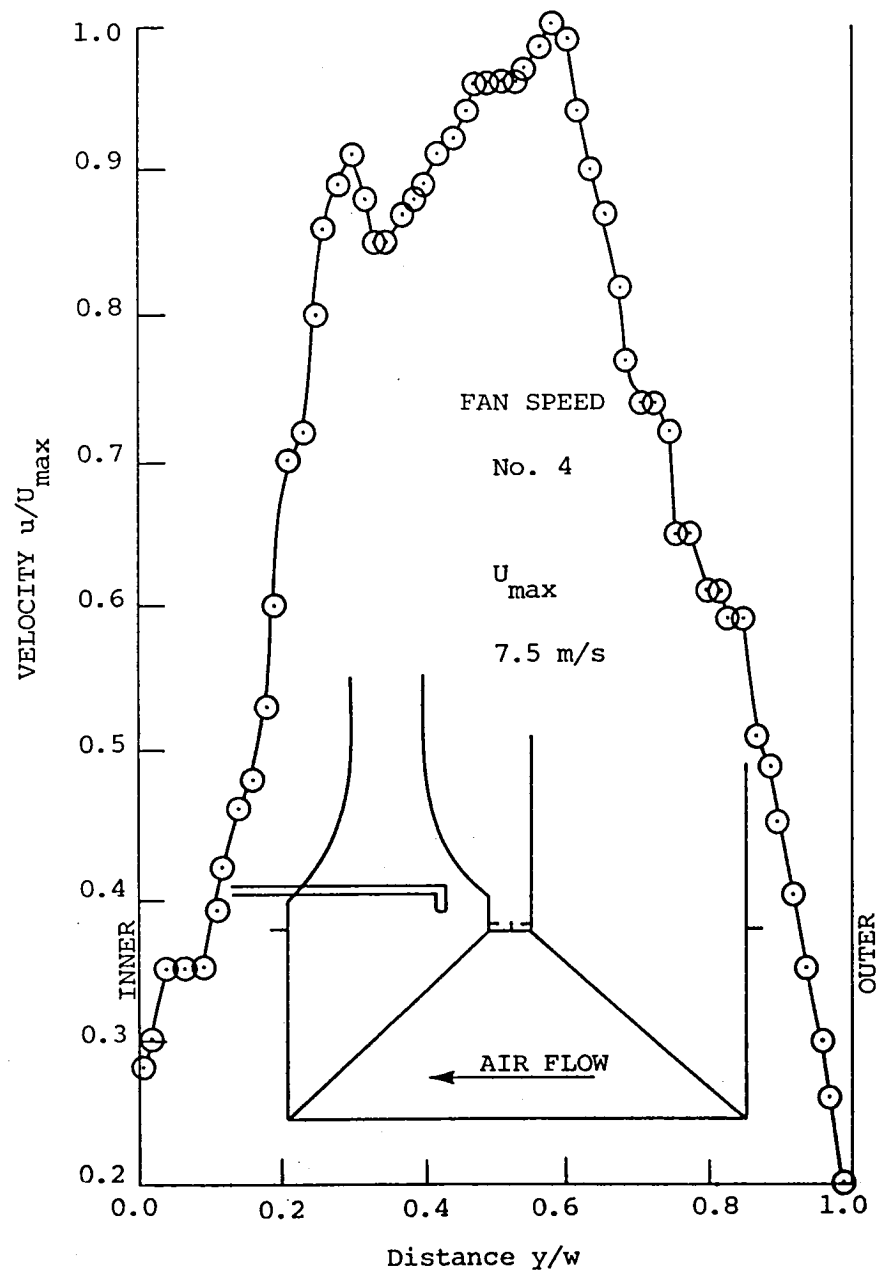 1.0
0.9
0.8
0.7
0.6
0.5
0.4
0.3
0.2
VELOCITY u/U_max
INNER
FAN SPEED
No. 4
U_max
7.5 m/s
AIR FLOW
OUTER
0.0 0.2 0.4 0.6 0.8 1.0
Distance y/w